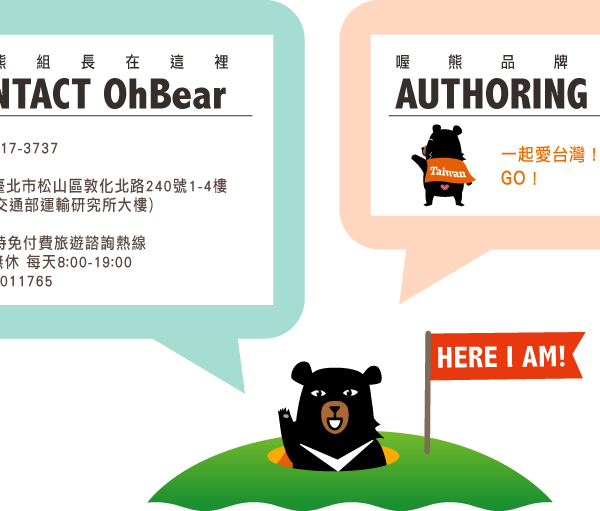 熊組長在這裡
NTACT OhBear
17-3737
臺北市松山區敦化北路240號1-4樓
交通部運輸研究所大樓)
時免付費旅遊諮詢熱線
無休 每天8:00-19:00
011765
喔熊品牌
AUTHORING
Taiwan
一起愛台灣！
GO！
HERE I AM!